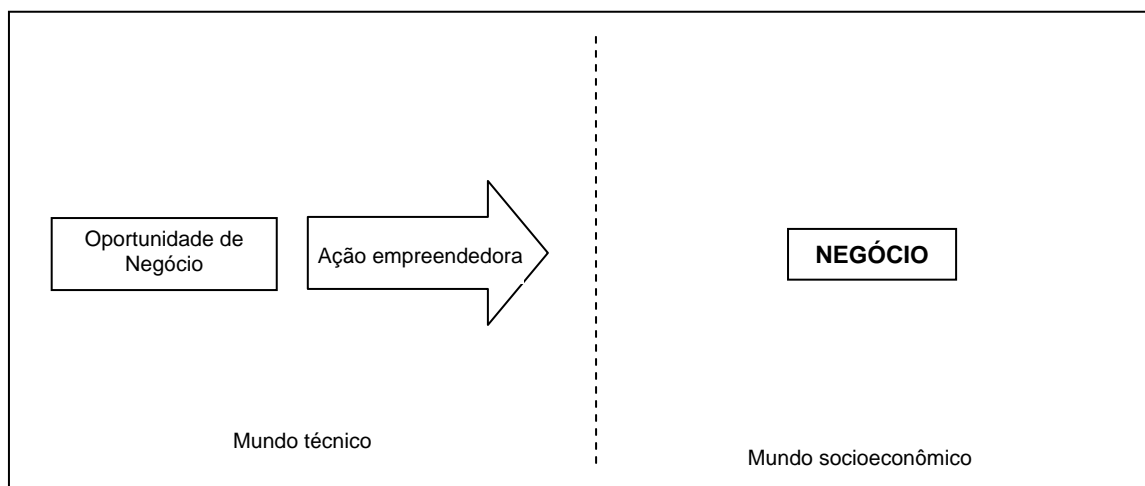 Oportunidade de
Negócio
Ação empreendedora
NEGÓCIO
Mundo técnico
Mundo socioeconômico